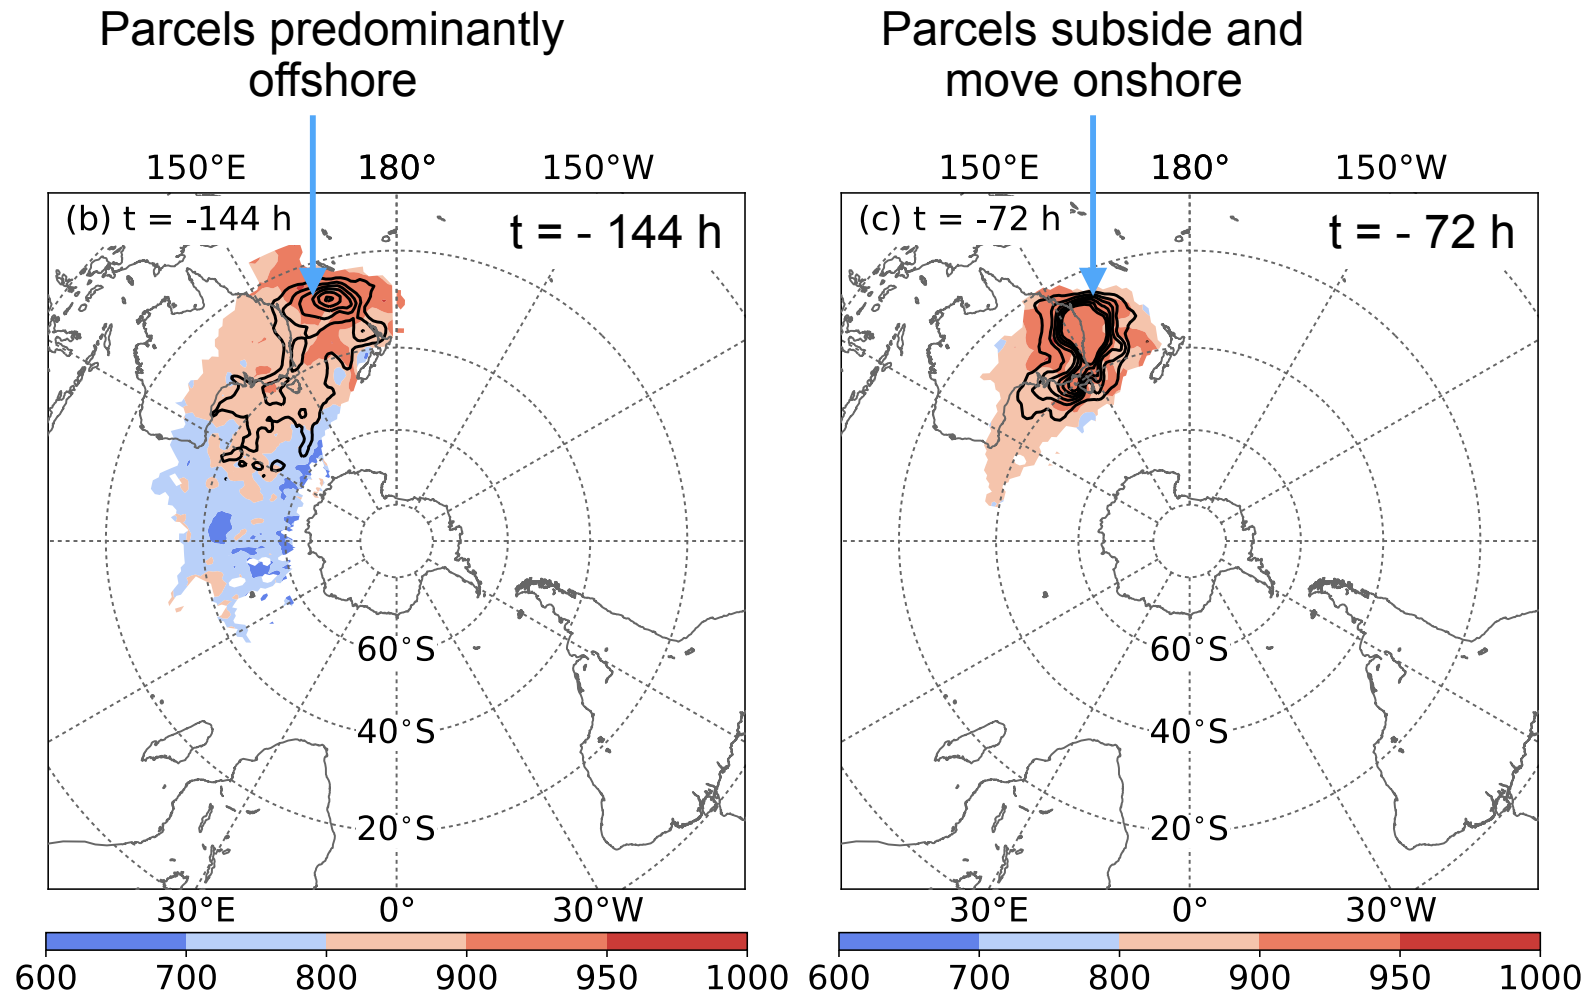 Parcels predominantly
offshore
Parcels subside and
move onshore
150°E 180° 150°W
150°E 180° 150°W
(b) t = -144 h
t = - 144 h
(c) t = -72 h
t = - 72 h
60°S
40°S
20°S
60°S
40°S
20°S
30°E 0° 30°W
30°E 0° 30°W
600 700 800 900 950 1000
600 700 800 900 950 1000